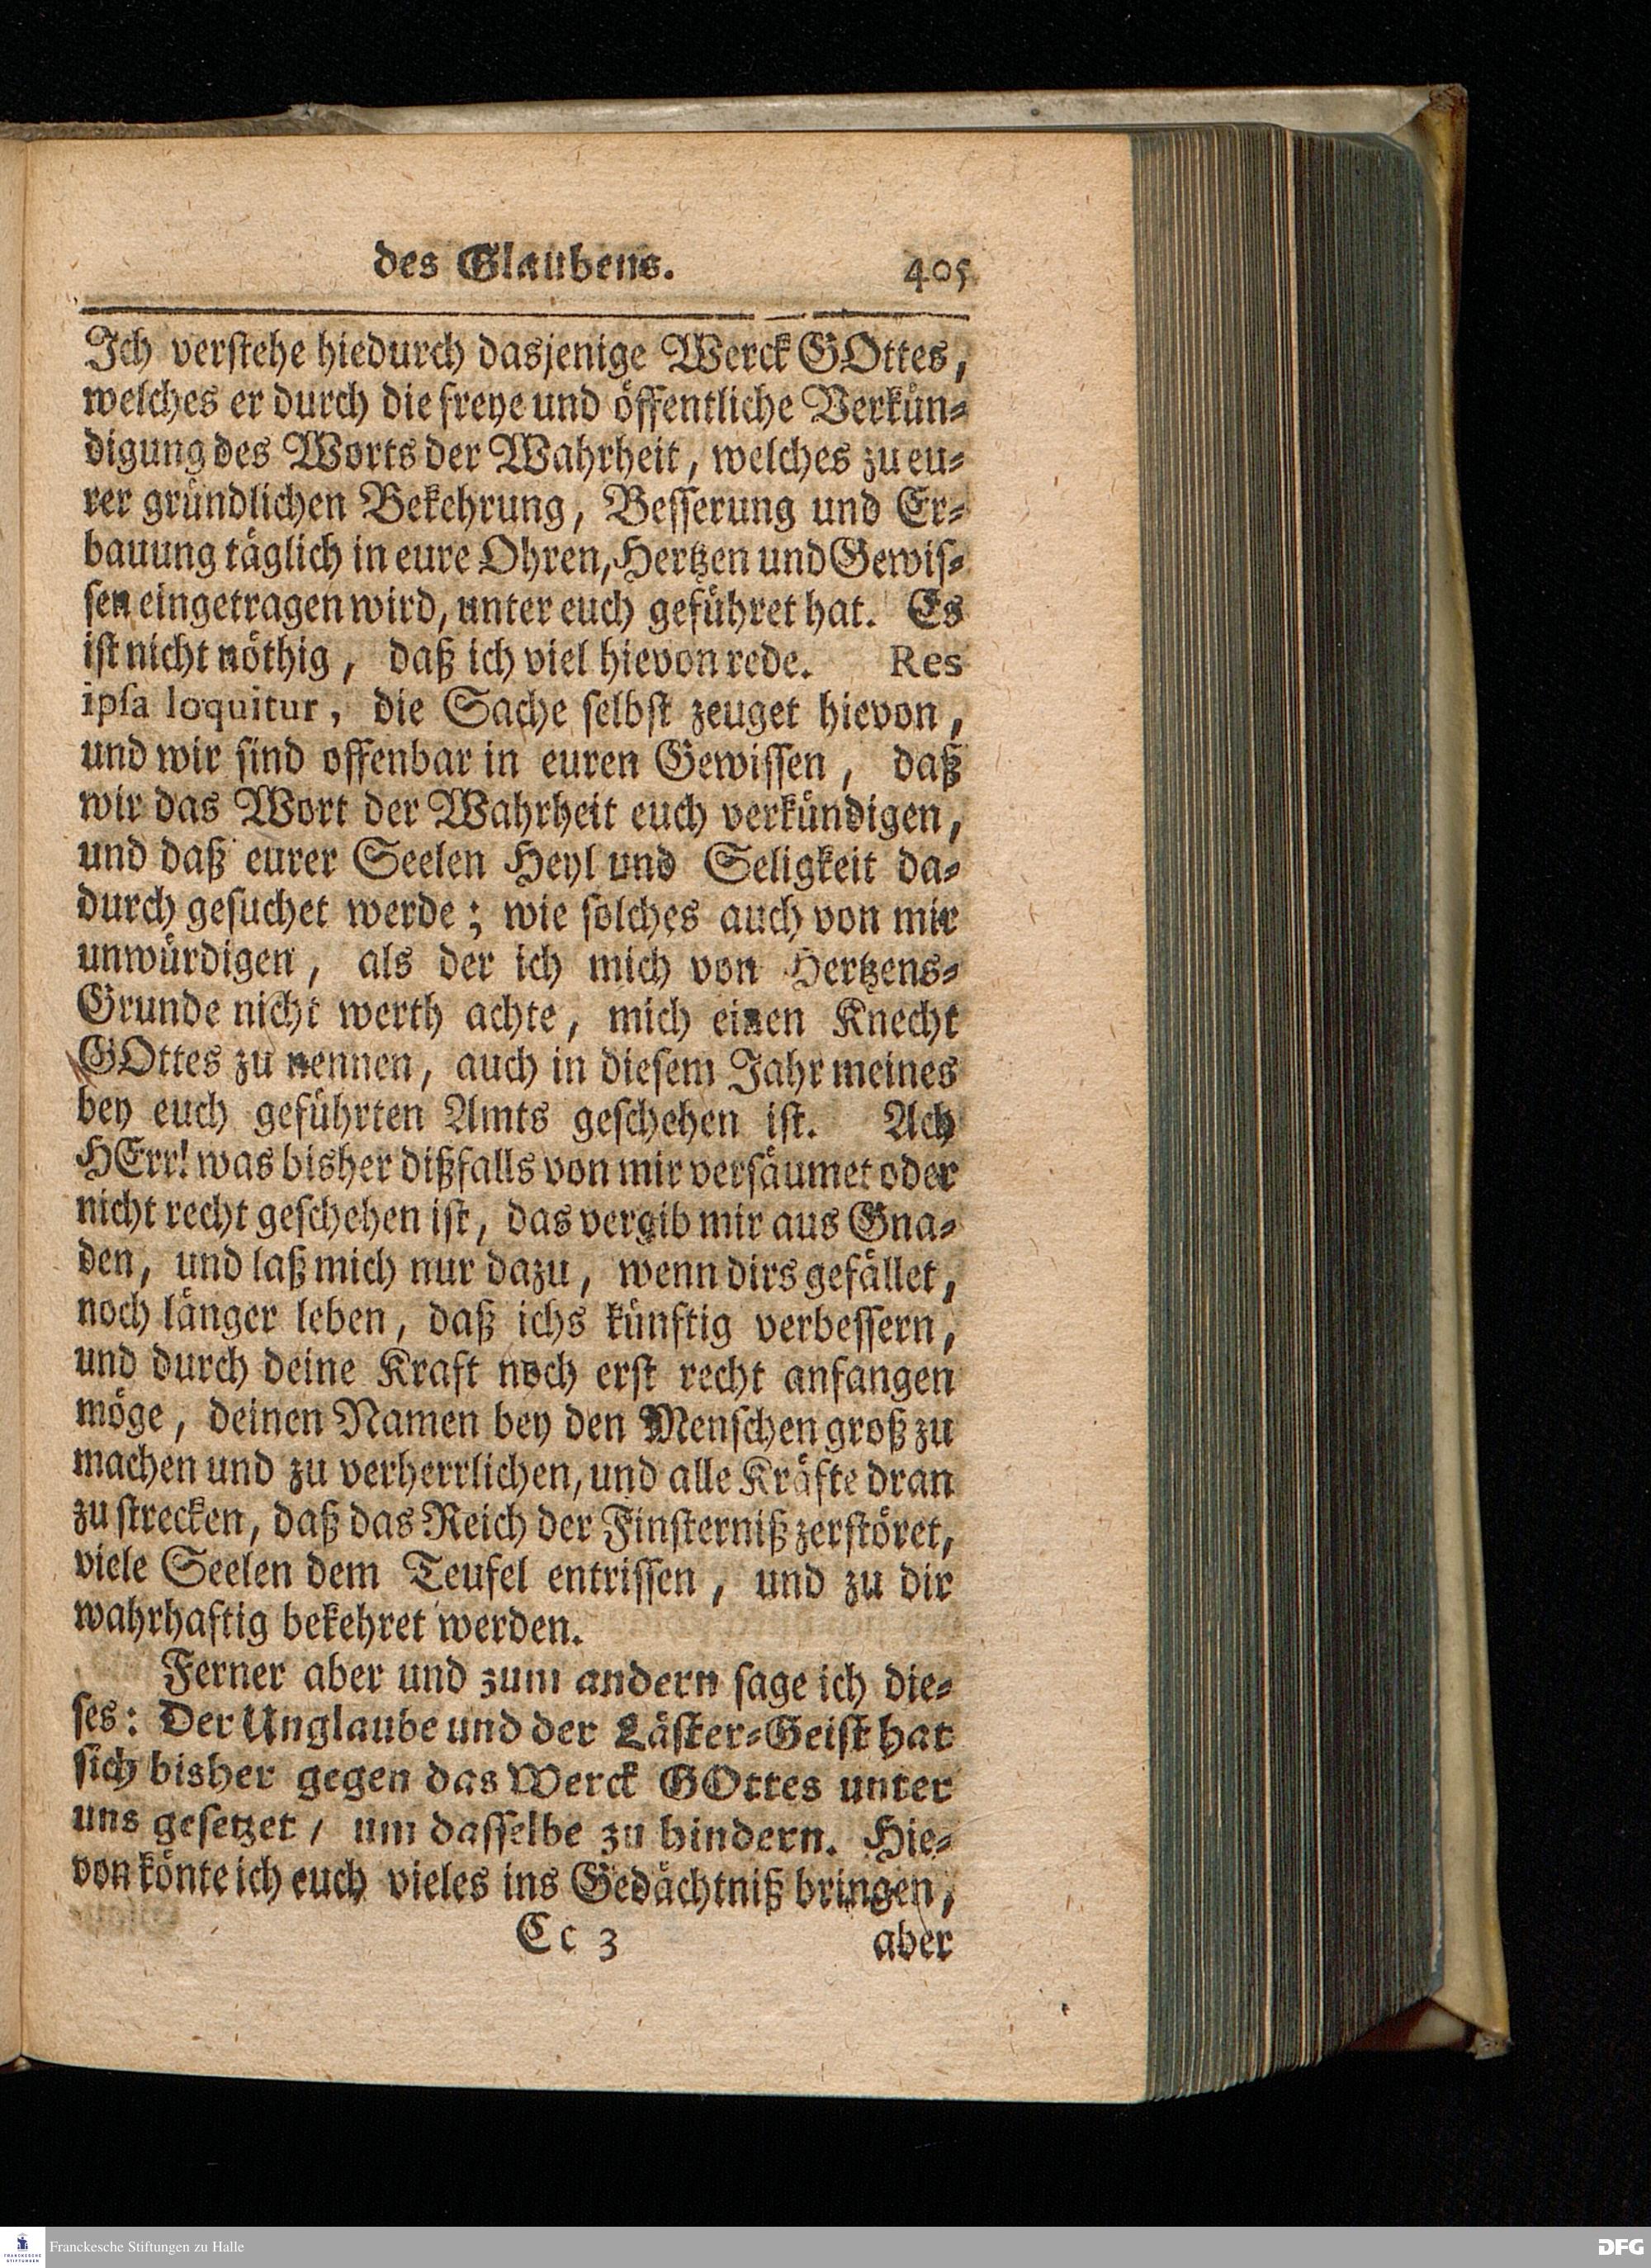 des Glaubens. 405
Ich verstehe hiedurch dasjenige Werck GOttes,
welches er durch die freye und öffentliche Verkün-
digung des Worts der Wahrheit, welches zu eu-
rer gründlichen Bekehrung, Besserung und Er-
bauung täglich in eure Ohren, Hertzen und Gewis-
sen eingetragen wird, unter euch geführet hat. Es
ist nicht nöthig, daß ich viel hievon rede. Res
ipsa loquitur, die Sache selbst zeuget hievon,
und wir sind offenbar in euren Gewissen, daß
wir das Wort der Wahrheit euch verkündigen,
und daß eurer Seelen Heyl und Seligkeit da-
durch gesuchet werde; wie solches auch von mir
unwürdigen, als der ich mich von Hertzens-
Grunde nicht werth achte, mich einen Knecht
GOttes zu nennen, auch in diesem Jahr meines
bey euch geführten Amts geschehen ist. Ach
HErr! was bisher dißfalls von mir versäumet oder
nicht recht geschehen ist, das vergib mir aus Gna-
den, und laß mich nur dazu, wenn dirs gefället,
noch länger leben, daß ichs künftig verbessern,
und durch deine Kraft noch erst recht anfangen
möge, deinen Namen bey den Menschen groß zu
machen und zu verherrlichen, und alle Kräfte dran
zu strecken, daß das Reich der Finsterniß zerstöret,
viele Seelen dem Teufel entrissen, und zu dir
wahrhaftig bekehret werden.
Ferner aber und zum andern sage ich die-
ses: Der Unglaube und der Läster-Geist hat
sich bisher gegen das Werck GOttes unter
uns gesetzet, um dasselbe zu hindern. Hie-
von könte ich euch vieles ins Gedächtniß bringen,
Cc 3 aber
FRANCKESCHE STIFTUNGEN
Franckesche Stiftungen zu Halle
DFG